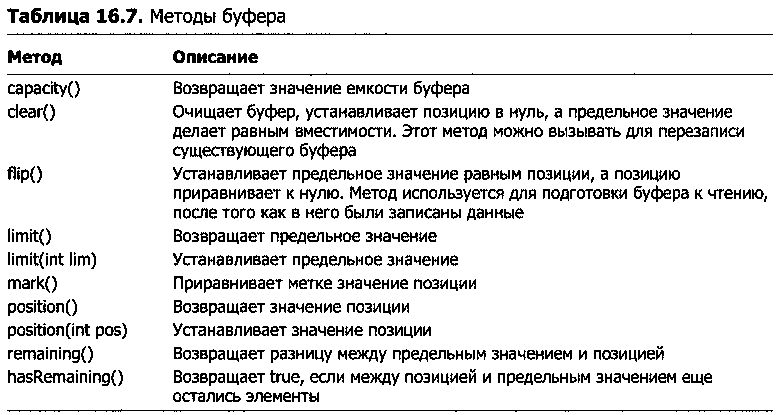 Таблица 16.7. Методы буфера
Метод Описание
capacity() Возвращает значение емкости буфера
clear() Очищает буфер, устанавливает позицию в нуль, а предельное значение
делает равным вместимости. Этот метод можно вызывать для перезаписи
существующего буфера
flip() Устанавливает предельное значение равным позиции, а позицию
приравнивает к нулю. Метод используется для подготовки буфера к чтению,
после того как в него были записаны данные
limit() Возвращает предельное значение
limit(int lim) Устанавливает предельное значение
mark() Приравнивает метке значение позиции
position() Возвращает значение позиции
position(int pos) Устанавливает значение позиции
remaining() Возвращает разницу между предельным значением и позицией
hasRemaining() Возвращает true, если между позицией и предельным значением еще
остались элементы